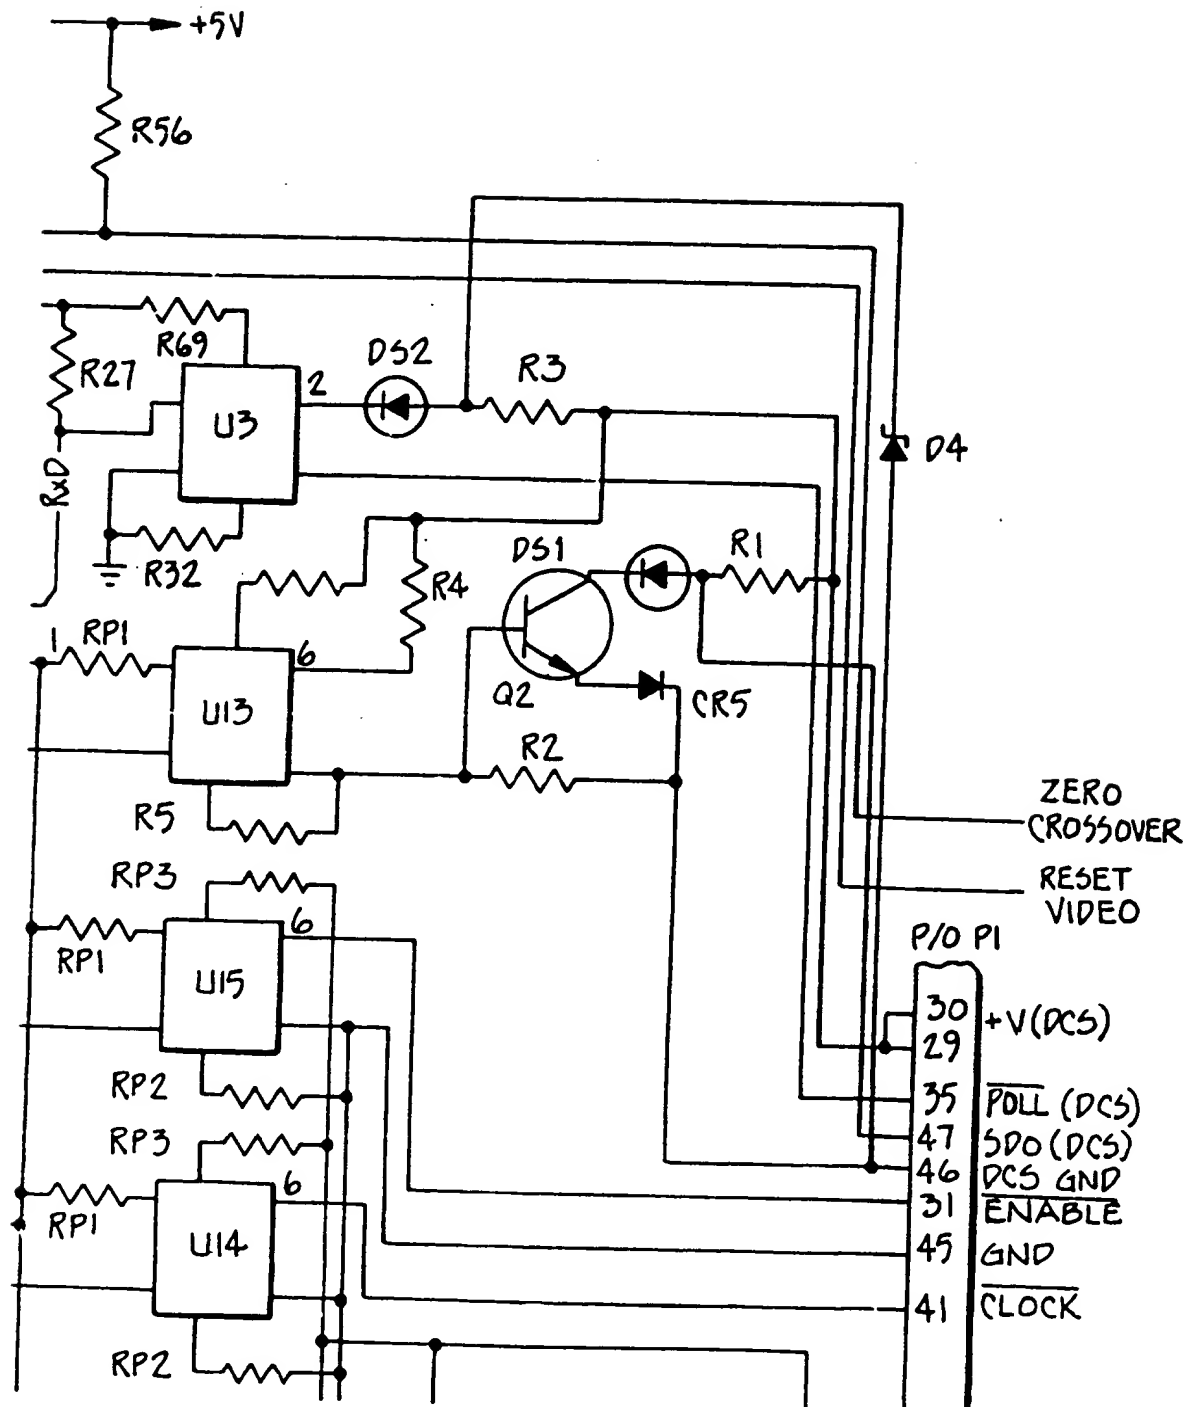 +5V
R56
R69
R27
DS2
R3
2
U3
D4
RxD
R32
DS1
R1
R4
1
RP1
6
U13
Q2
CR5
R2
R5
ZERO
CROSSOVER
RP3
RESET
VIDEO
6
RP1
U15
P/O P1
30
+V(DCS)
29
RP2
35
POLL (DCS)
RP3
47
SDO (DCS)
46
DCS GND
6
31
ENABLE
RP1
U14
45
GND
41
CLOCK
RP2